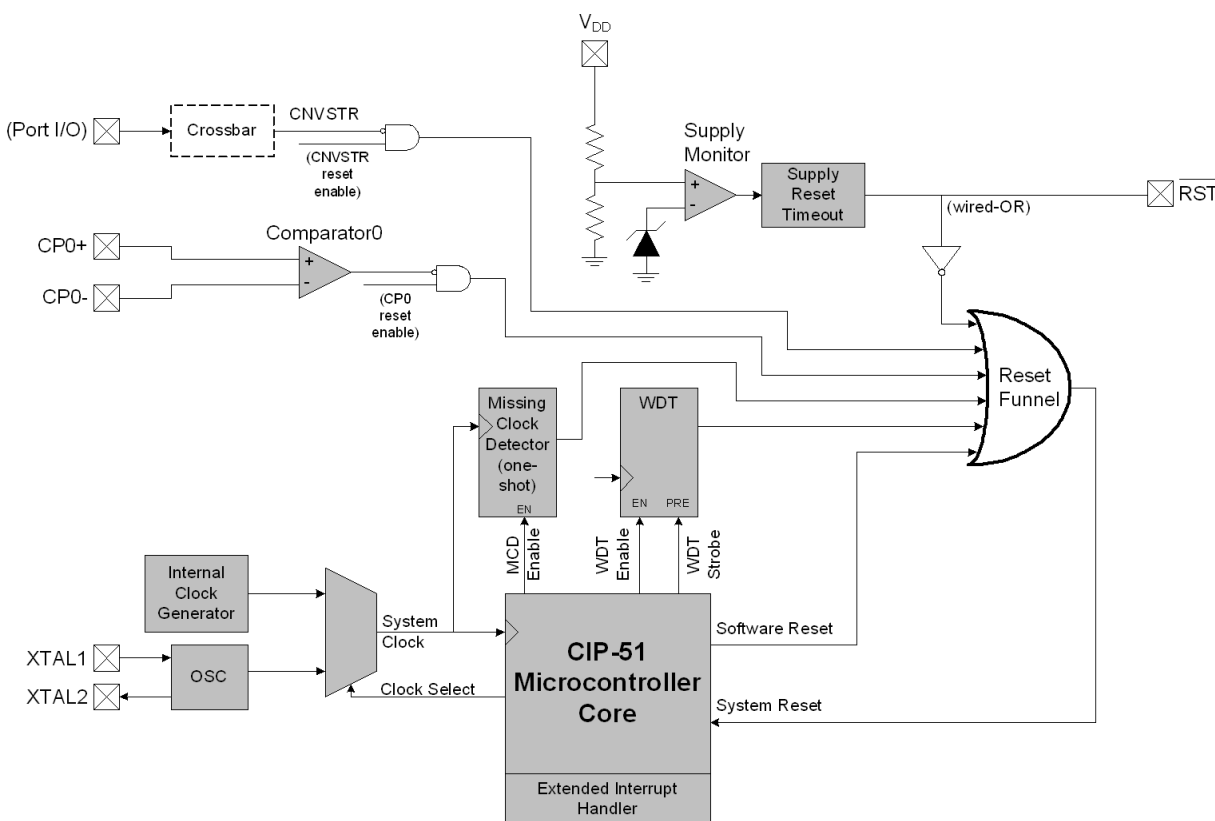 VDD
(Port I/O)
Crossbar
CNVSTR
(CNVSTR
reset
enable)
Supply
Monitor
+
-
Supply
Reset
Timeout
(wired-OR)
RST
CP0+
CP0-
Comparator0
+
-
(CP0
reset
enable)
Reset
Funnel
Missing
Clock
Detector
(one-
shot)
EN
WDT
EN
PRE
MCD
Enable
WDT
Enable
WDT
Strobe
Internal
Clock
Generator
System
Clock
XTAL1
XTAL2
OSC
Clock Select
CIP-51
Microcontroller
Core
Software Reset
System Reset
Extended Interrupt
Handler